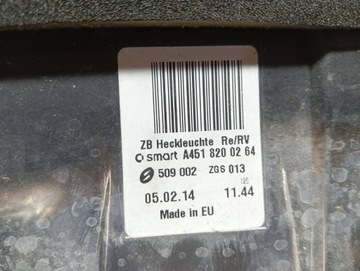 ZB Heckleuchte Re/RV
smart A451 820 02 64
509 002 ZGS 013
05.02.14 11.44
Made in EU